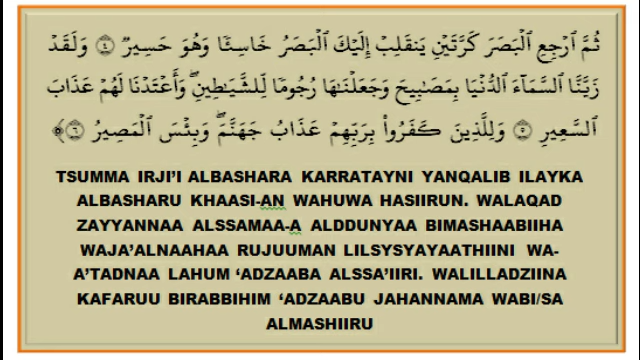 ثُمَّ ٱرْجِعِ ٱلْبَصَرَ كَرَّتَيْنِ يَنقَلِبْ إِلَيْكَ ٱلْبَصَرُ خَاسِئًا وَهُوَ حَسِيرٌ ۝٤ وَلَقَدْ
زَيَّنَّا ٱلسَّمَآءَ ٱلدُّنْيَا بِمَصَٰبِيحَ وَجَعَلْنَٰهَا رُجُومًا لِّلشَّيَٰطِينِ ۖ وَأَعْتَدْنَا لَهُمْ عَذَابَ
ٱلسَّعِيرِ ۝٥ وَلِلَّذِينَ كَفَرُوا۟ بِرَبِّهِمْ عَذَابُ جَهَنَّمَ ۖ وَبِئْسَ ٱلْمَصِيرُ ۝٦ ﴾
TSUMMA IRJI'I ALBASHARA KARRATAYNI YANQALIB ILAYKA
ALBASHARU KHAASI-AN WAHUWA HASIIRUN. WALAQAD
ZAYYANNAA ALSSAMAA-A ALDDUNYAA BIMASHAABIIHA
WAJA'ALNAAHAA RUJUUMAN LILSYSYAYAATHIINI WA-
A'TADNAA LAHUM 'ADZAABA ALSSA'IIRI. WALILLADZIINA
KAFARUU BIRABBIHIM 'ADZAABU JAHANNAMA WABI/SA
ALMASHIIRU